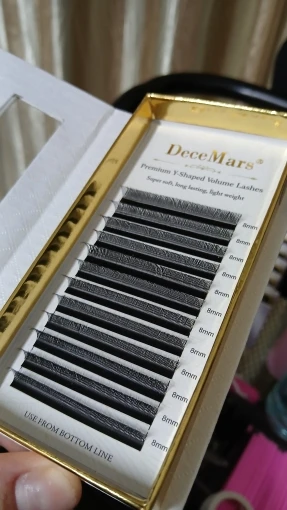 DeceMars®
Premium Y-Shaped Volume Lashes
Super soft, long lasting, light weight
8mm
8mm
8mm
8mm
8mm
8mm
8mm
8mm
8mm
8mm
8mm
8mm
USE FROM BOTTOM LINE